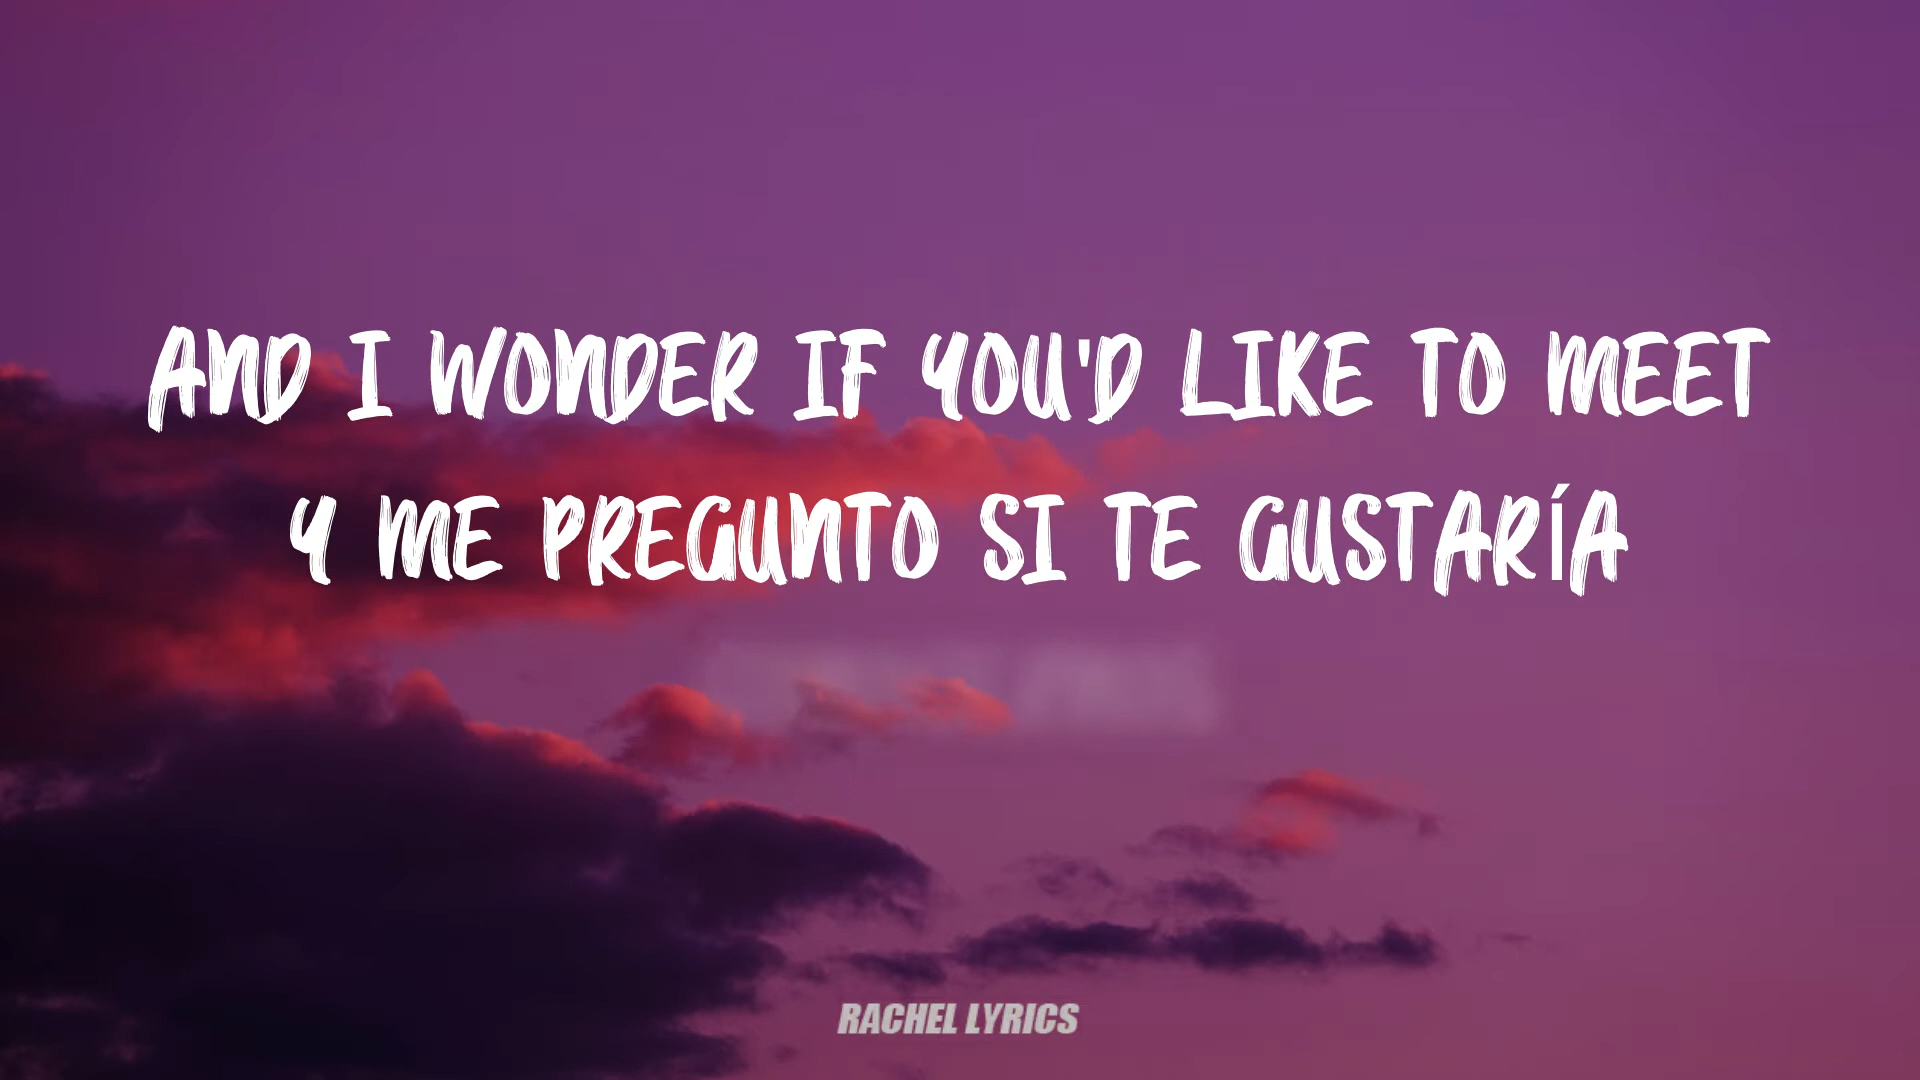 AND I WONDER IF YOU'D LIKE TO MEET
Y ME PREGUNTO SI TE GUSTARÍA
RACHEL LYRICS